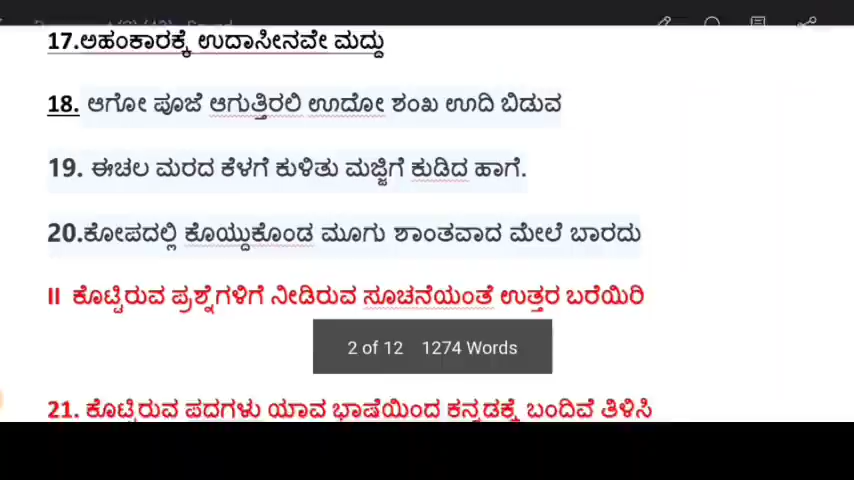 17.ಅಹಂಕಾರಕ್ಕೆ ಉದಾಸೀನವೇ ಮದ್ದು
18. ಆಗೋ ಪೂಜೆ ಆಗುತ್ತಿರಲಿ ಊದೋ ಶಂಖ ಊದಿ ಬಿಡುವ
19. ಈಚಲ ಮರದ ಕೆಳಗೆ ಕುಳಿತು ಮಜ್ಜಿಗೆ ಕುಡಿದ ಹಾಗೆ.
20.ಕೋಪದಲ್ಲಿ ಕೊಯ್ದುಕೊಂಡ ಮೂಗು ಶಾಂತವಾದ ಮೇಲೆ ಬಾರದು
II ಕೊಟ್ಟಿರುವ ಪ್ರಶ್ನೆಗಳಿಗೆ ನೀಡಿರುವ ಸೂಚನೆಯಂತೆ ಉತ್ತರ ಬರೆಯಿರಿ
2 of 12 1274 Words
21. ಕೊಟ್ಟಿರುವ ಪದಗಳು ಯಾವ ಭಾಷೆಯಿಂದ ಕನ್ನಡಕ್ಕೆ ಬಂದಿವೆ ತಿಳಿಸಿ